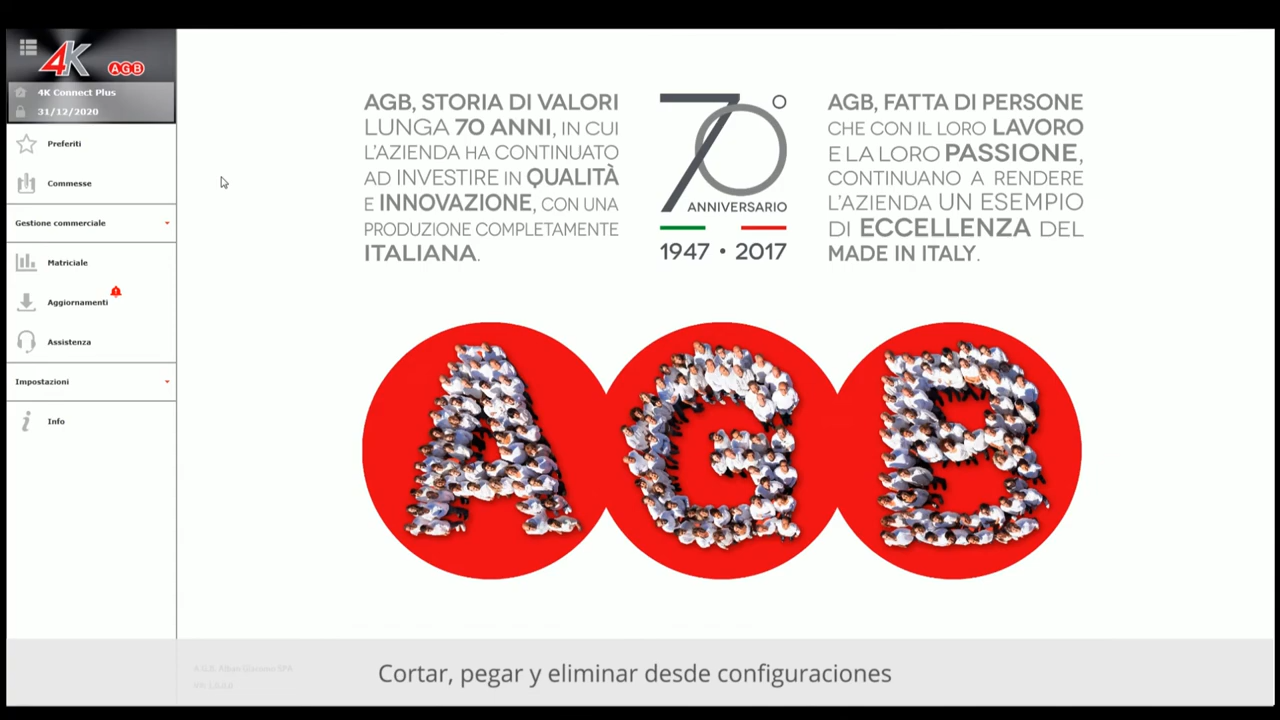 4K AGB
4K Connect Plus
31/12/2020
Preferiti
Commesse
Gestione commerciale
Matriciale
Aggiornamenti
Assistenza
Impostazioni
Info
AGB, STORIA DI VALORI
LUNGA 70 ANNI, IN CUI
L'AZIENDA HA CONTINUATO
AD INVESTIRE IN QUALITÀ
E INNOVAZIONE, CON UNA
PRODUZIONE COMPLETAMENTE
ITALIANA.
70°
ANNIVERSARIO
1947 • 2017
AGB, FATTA DI PERSONE
CHE CON IL LORO LAVORO
E LA LORO PASSIONE,
CONTINUANO A RENDERE
L'AZIENDA UN ESEMPIO
DI ECCELLENZA DEL
MADE IN ITALY.
AGB
Cortar, pegar y eliminar desde configuraciones